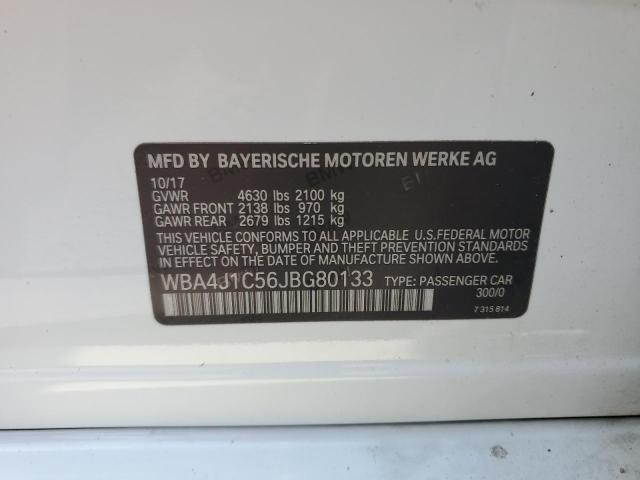 MFD BY BAYERISCHE MOTOREN WERKE AG
10/17
GVWR 4630 lbs 2100 kg
GAWR FRONT 2138 lbs 970 kg
GAWR REAR 2679 lbs 1215 kg
THIS VEHICLE CONFORMS TO ALL APPLICABLE U.S.FEDERAL MOTOR
VEHICLE SAFETY, BUMPER, AND THEFT PREVENTION STANDARDS
IN EFFECT ON THE DATE OF MANUFACTURE SHOWN ABOVE.
WBA4J1C56JBG80133 TYPE: PASSENGER CAR
300/0
7 315 814